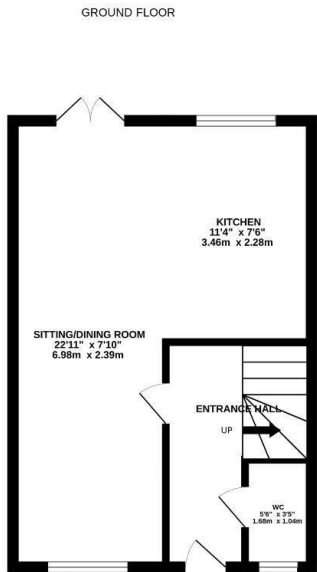 GROUND FLOOR
KITCHEN
11'4" x 7'6"
3.46m x 2.28m
SITTING/DINING ROOM
22'11" x 7'10"
6.98m x 2.39m
ENTRANCE HALL
UP
WC
5'6" x 3'5"
1.68m x 1.04m